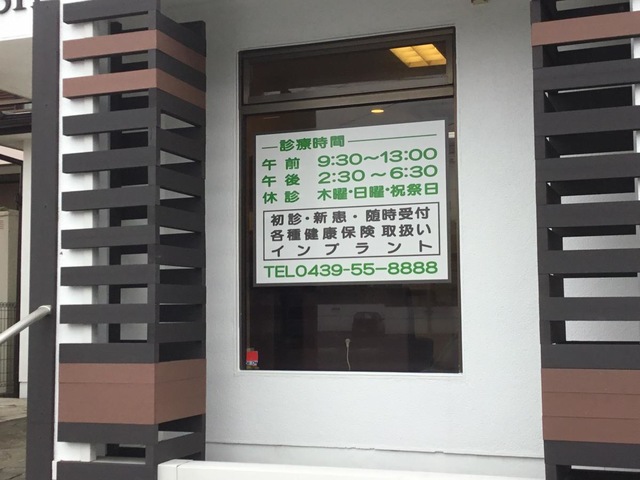 診療時間
午前 9:30～13:00
午後 2:30～6:30
休診 木曜・日曜・祝祭日
初診・新患・随時受付
各種健康保険取扱い
インプラント
TEL0439-55-8888